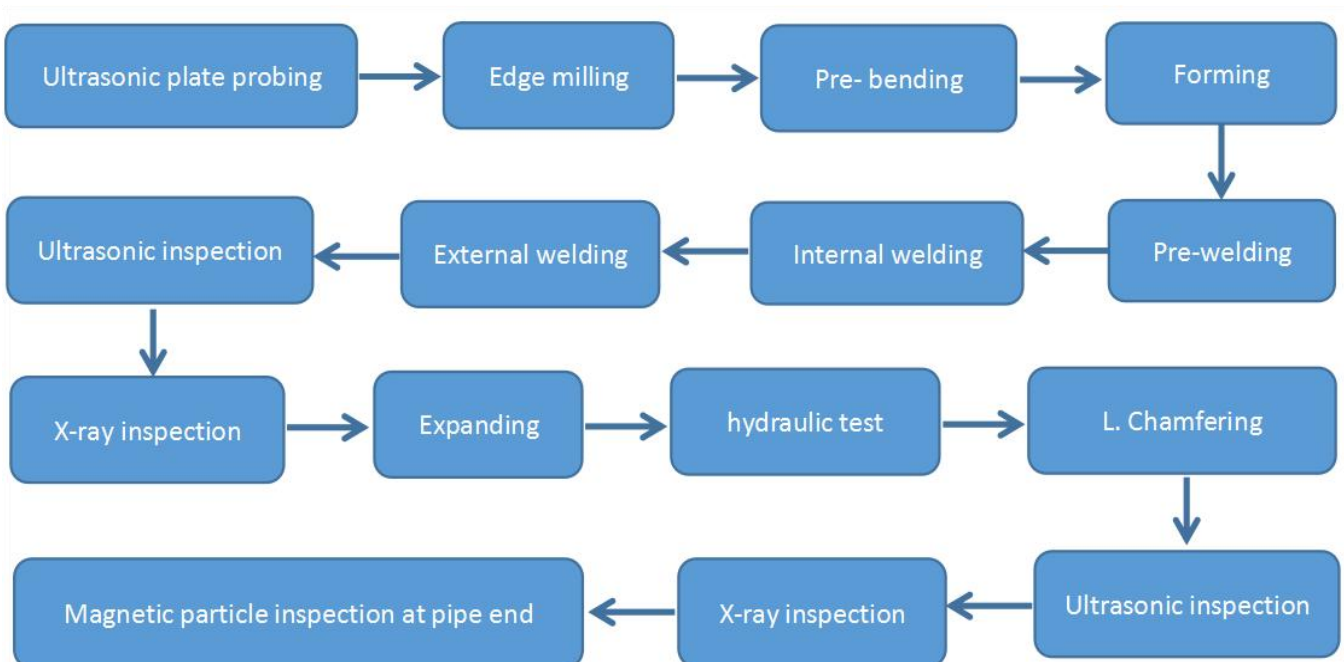 Ultrasonic plate probing
Edge milling
Pre- bending
Forming
Pre-welding
Internal welding
External welding
Ultrasonic inspection
X-ray inspection
Expanding
hydraulic test
L. Chamfering
Ultrasonic inspection
X-ray inspection
Magnetic particle inspection at pipe end